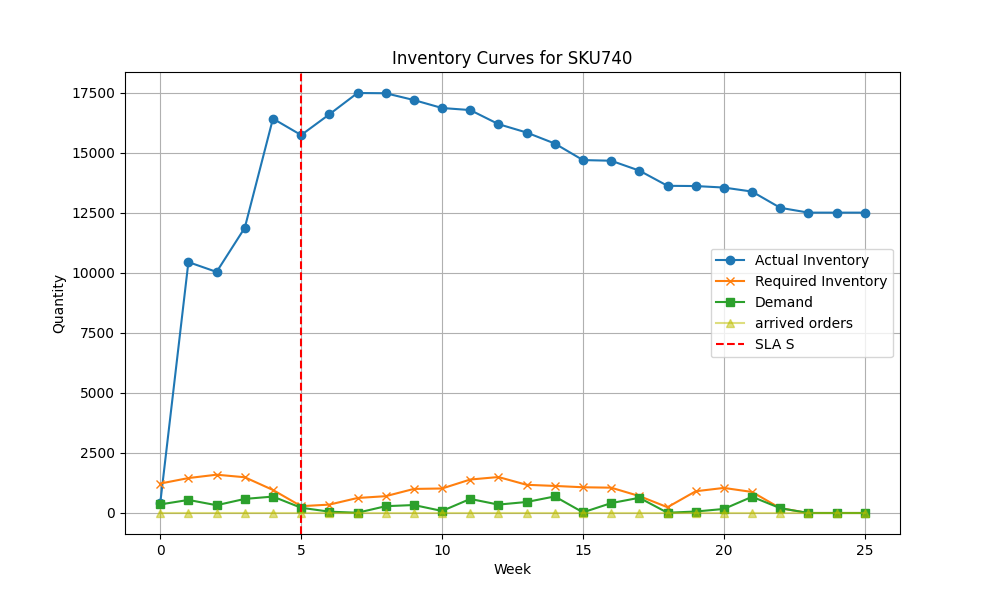 Inventory Curves for SKU740
Quantity
17500
15000
12500
10000
7500
5000
2500
0
Actual Inventory
Required Inventory
Demand
arrived orders
SLA S
0 5 10 15 20 25
Week